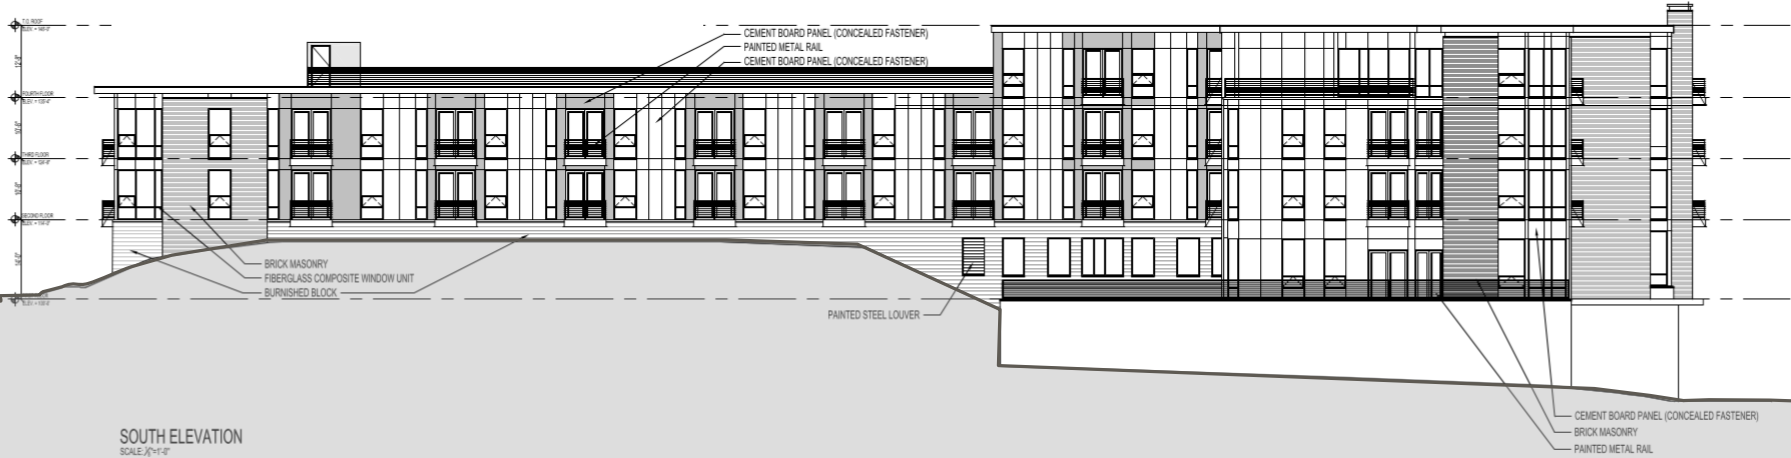 T.O. ROOF
CEMENT BOARD PANEL (CONCEALED FASTENER)
PAINTED METAL RAIL
CEMENT BOARD PANEL (CONCEALED FASTENER)
FOURTH FLOOR
THIRD FLOOR
SECOND FLOOR
BRICK MASONRY
FIBERGLASS COMPOSITE WINDOW UNIT
BURNISHED BLOCK
PAINTED STEEL LOUVER
CEMENT BOARD PANEL (CONCEALED FASTENER)
BRICK MASONRY
PAINTED METAL RAIL
SOUTH ELEVATION